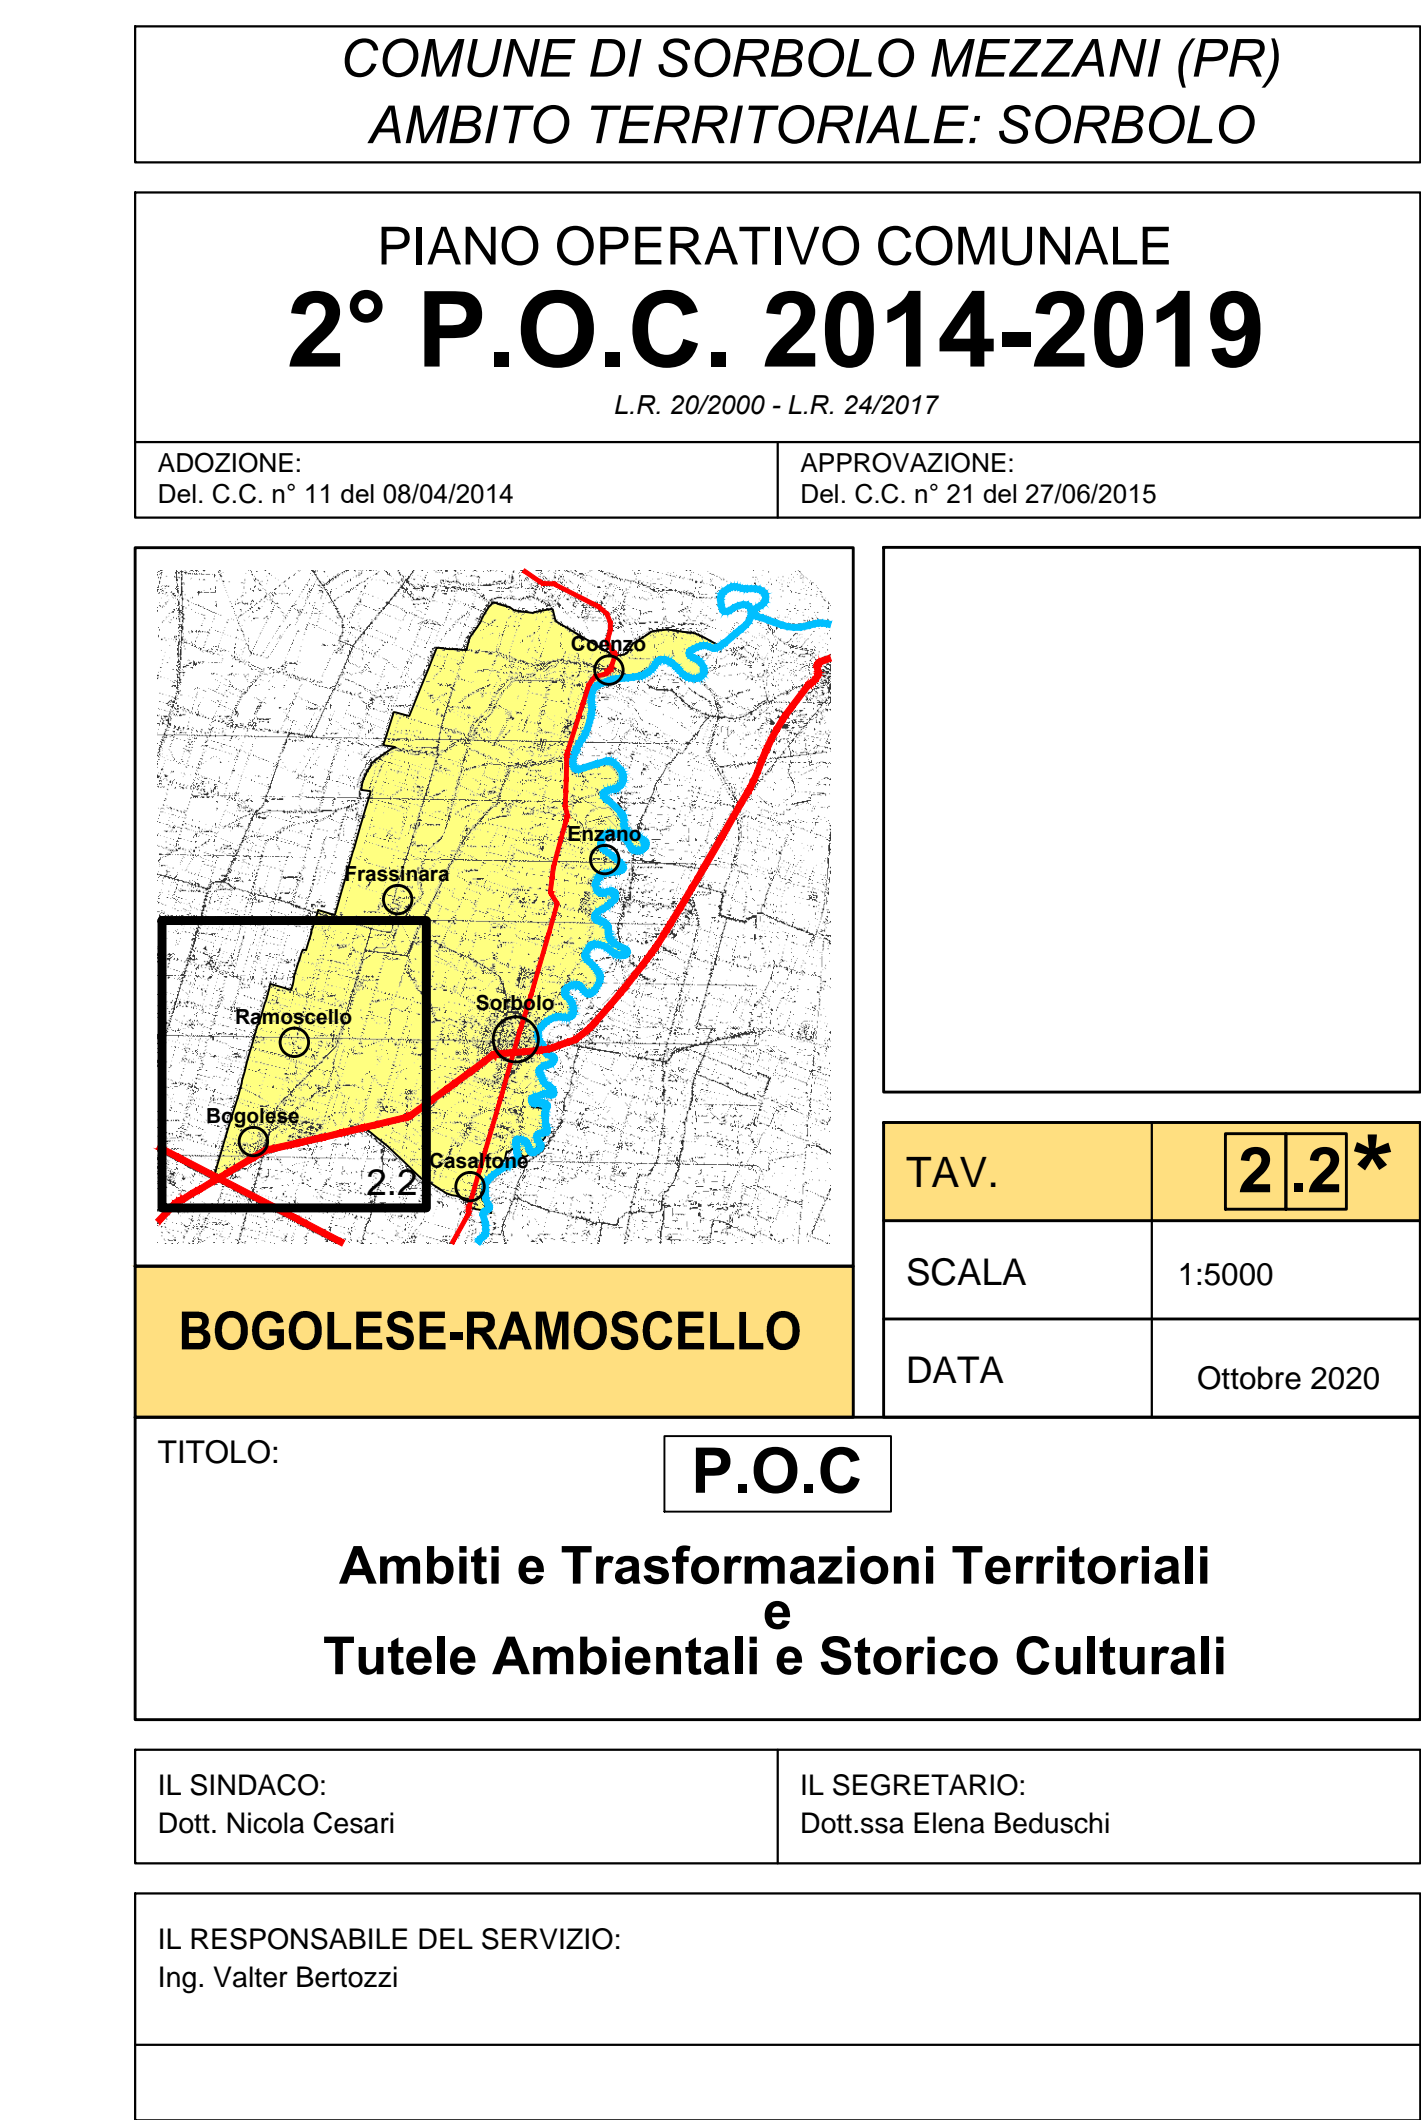 COMUNE DI SORBOLO MEZZANI (PR)
AMBITO TERRITORIALE: SORBOLO
PIANO OPERATIVO COMUNALE
2° P.O.C. 2014-2019
L.R. 20/2000 - L.R. 24/2017
ADOZIONE:
Del. C.C. n° 11 del 08/04/2014
APPROVAZIONE:
Del. C.C. n° 21 del 27/06/2015
Coenzo
Enzano
Frassinara
Sorbolo
Ramoscello
Bogolese
Casaltone
2.2
BOGOLESE-RAMOSCELLO
TAV. 2.2*
SCALA 1:5000
DATA Ottobre 2020
TITOLO:
P.O.C
Ambiti e Trasformazioni Territoriali
e
Tutele Ambientali e Storico Culturali
IL SINDACO:
Dott. Nicola Cesari
IL SEGRETARIO:
Dott.ssa Elena Beduschi
IL RESPONSABILE DEL SERVIZIO:
Ing. Valter Bertozzi